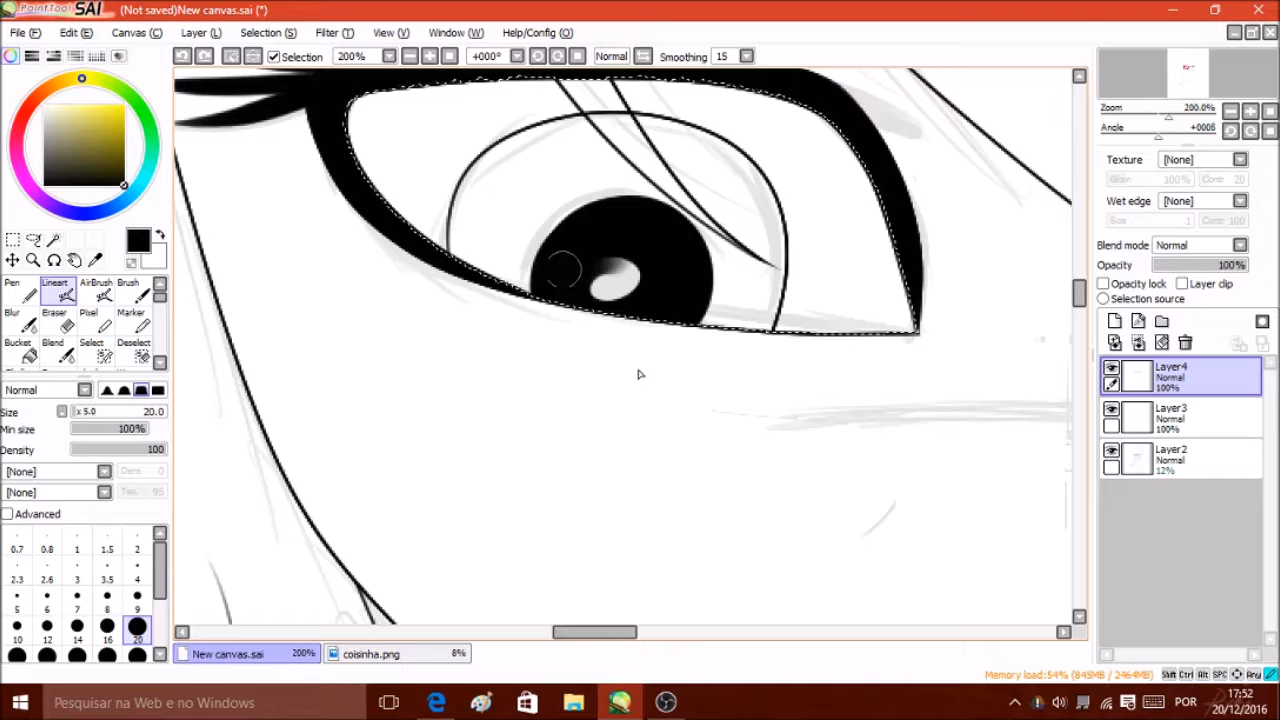 PaintTool SAI (Not saved)New canvas.sai (*)
File (F) Edit (E) Canvas (C) Layer (L) Selection (S) Filter (T) View (V) Window (W) Help/Config (O)
Selection 200% +000° Normal Smoothing 15
Zoom 200.0%
Angle +000ß
Texture [None]
Grain 100% Contr 20
Wet edge [None]
Size 1 Contr 100
Blend mode Normal
Opacity 100%
Opacity lock Layer clip
Selection source
Layer4
Normal
100%
Layer3
Normal
100%
Layer2
Normal
12%
Pen Lineart AirBrush Brush
Blur Eraser Pixel Marker
Bucket Blend Select Deselect
Normal
Size x 5.0 20.0
Min size 100%
Density 100
[None] Dens 0
[None] Tex. 95
Advanced
0.7 0.8 1 1.5 2
2.3 2.6 3 3.5 4
5 6 7 8 9
10 12 14 16 20
New canvas.sai 200% coisinha.png 8%
Memory load:54% (845MB / 2464MB) Shift Ctrl Alt SPC Any
Pesquisar na Web e no Windows
POR
17:52
20/12/2016